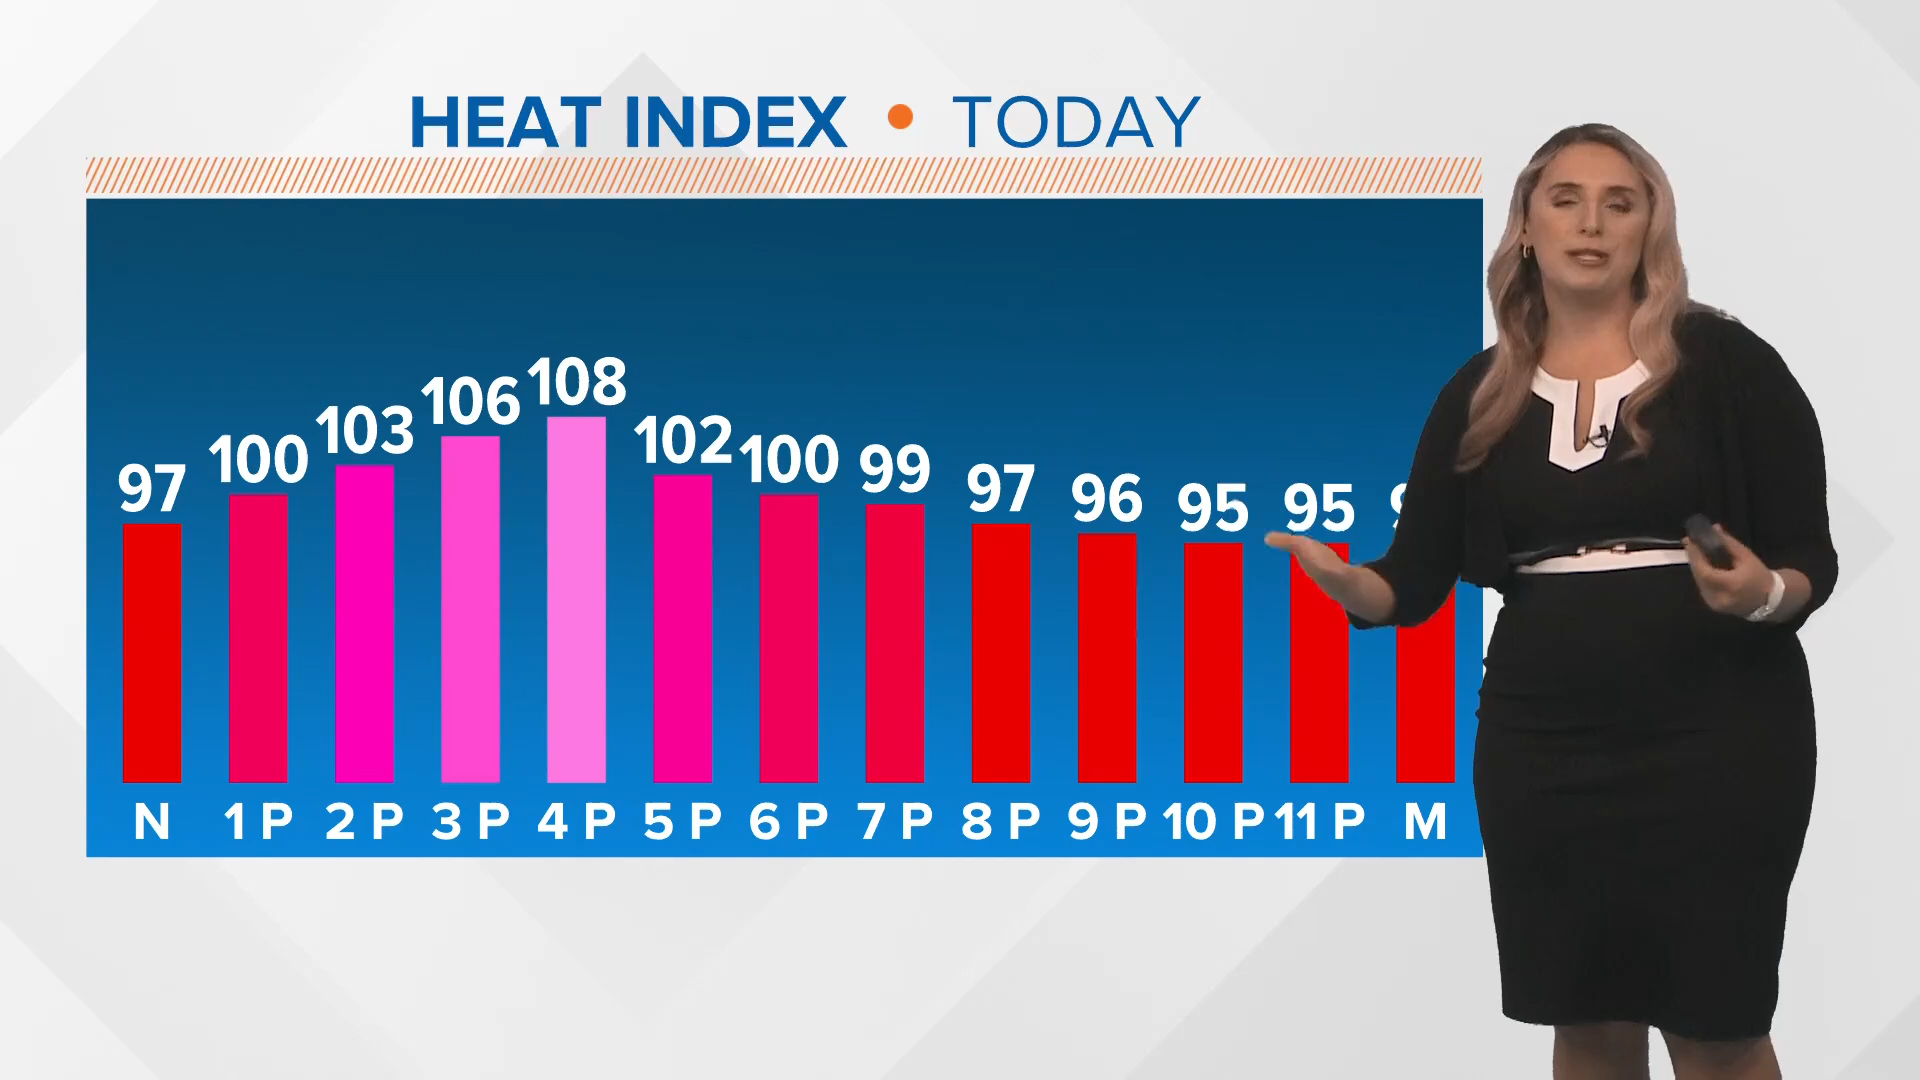 HEAT INDEX • TODAY
97 100 103 106 108 102 100 99 97 96 95 95
N 1 P 2 P 3 P 4 P 5 P 6 P 7 P 8 P 9 P 10 P 11 P M